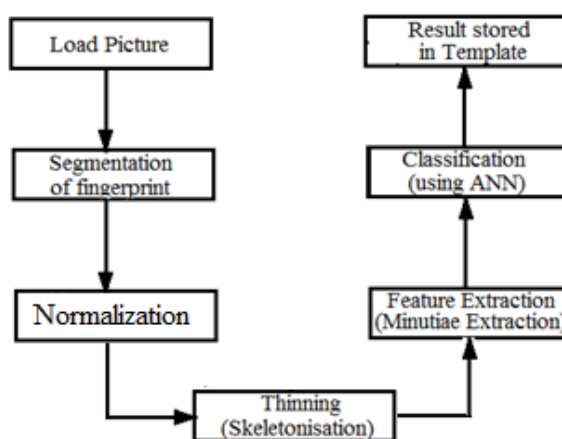 Load Picture
Segmentation
of fingerprint
Normalization
Thinning
(Skeletonisation)
Feature Extraction
(Minutiae Extraction)
Classification
(using ANN)
Result stored
in Template